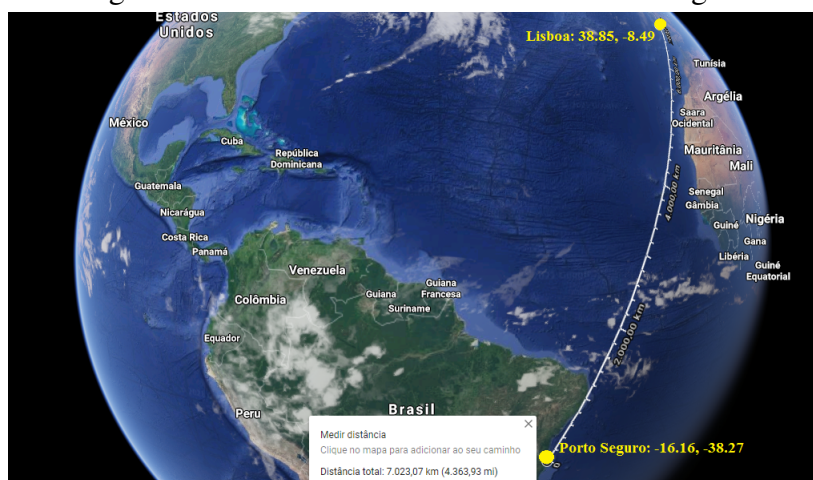 Estados
Unidos
Lisboa: 38.85, -8.49
Tunísia
Argélia
México
Saara
Ocidental
Cuba
Mauritânia
República
Dominicana
Mali
4.000,00 km
Guatemala
Senegal
Gâmbia
Nicarágua
Nigéria
Guiné
Costa Rica
Gana
Panamá
Libéria
Guiné
Equatorial
Venezuela
Guiana
Guiana
Francesa
Colômbia
Suriname
2.000,00 km
Equador
Peru
Brasil
Medir distância
Clique no mapa para adicionar ao seu caminho
Distância total: 7.023,07 km (4.363,93 mi)
Porto Seguro: -16.16, -38.27
0